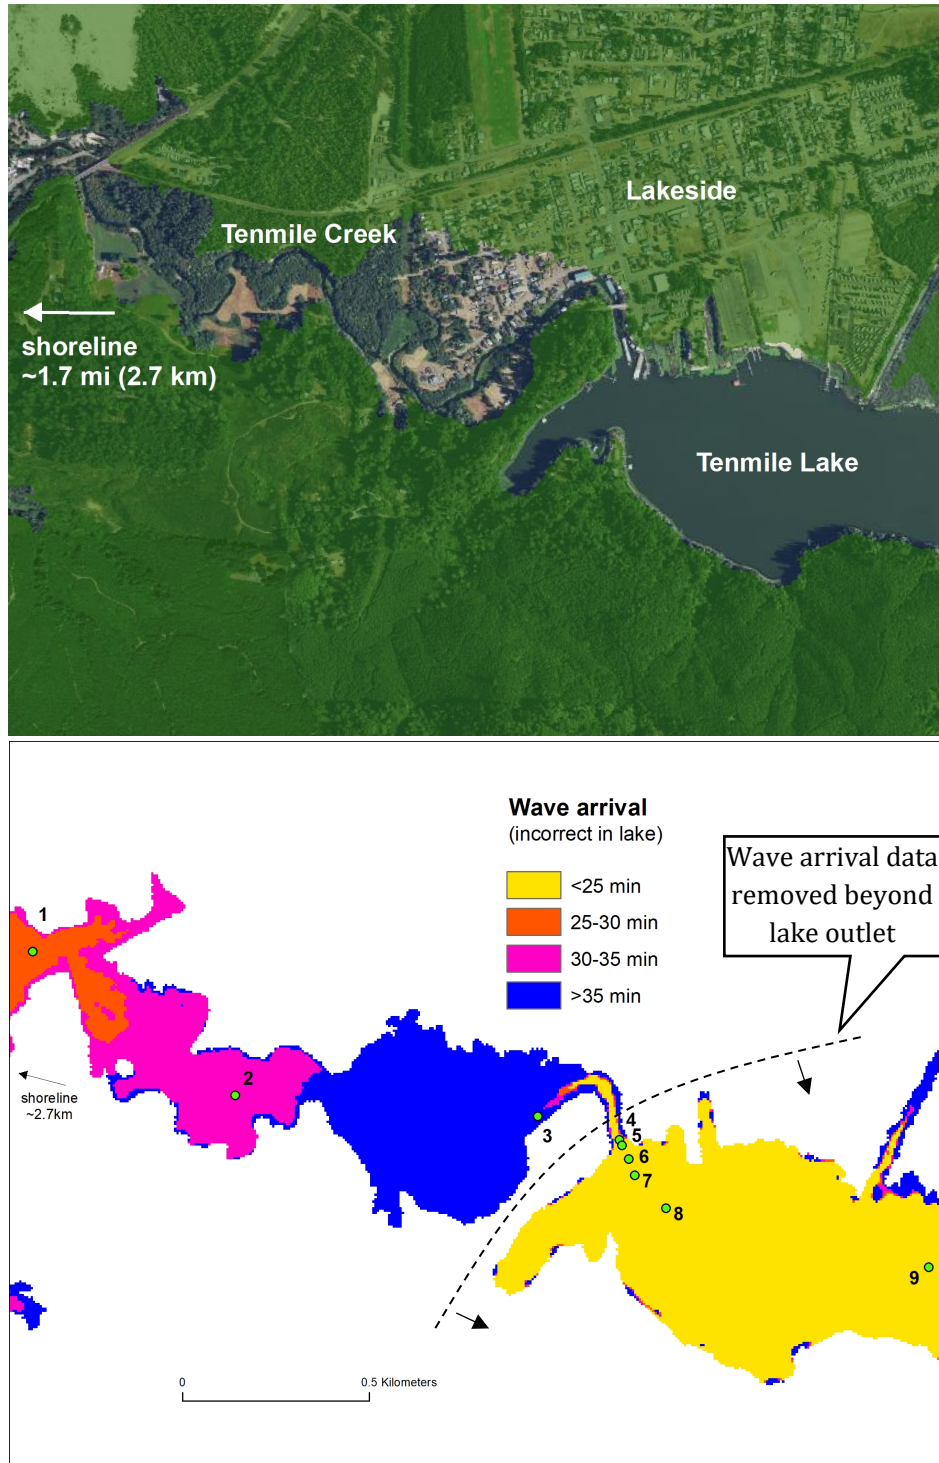 Lakeside
Tenmile Creek
shoreline
~1.7 mi (2.7 km)
Tenmile Lake
Wave arrival
(incorrect in lake)
<25 min
25-30 min
30-35 min
>35 min
Wave arrival data
removed beyond
lake outlet
1
2
shoreline
~2.7km
3
4
5
6
7
8
9
0
0.5 Kilometers